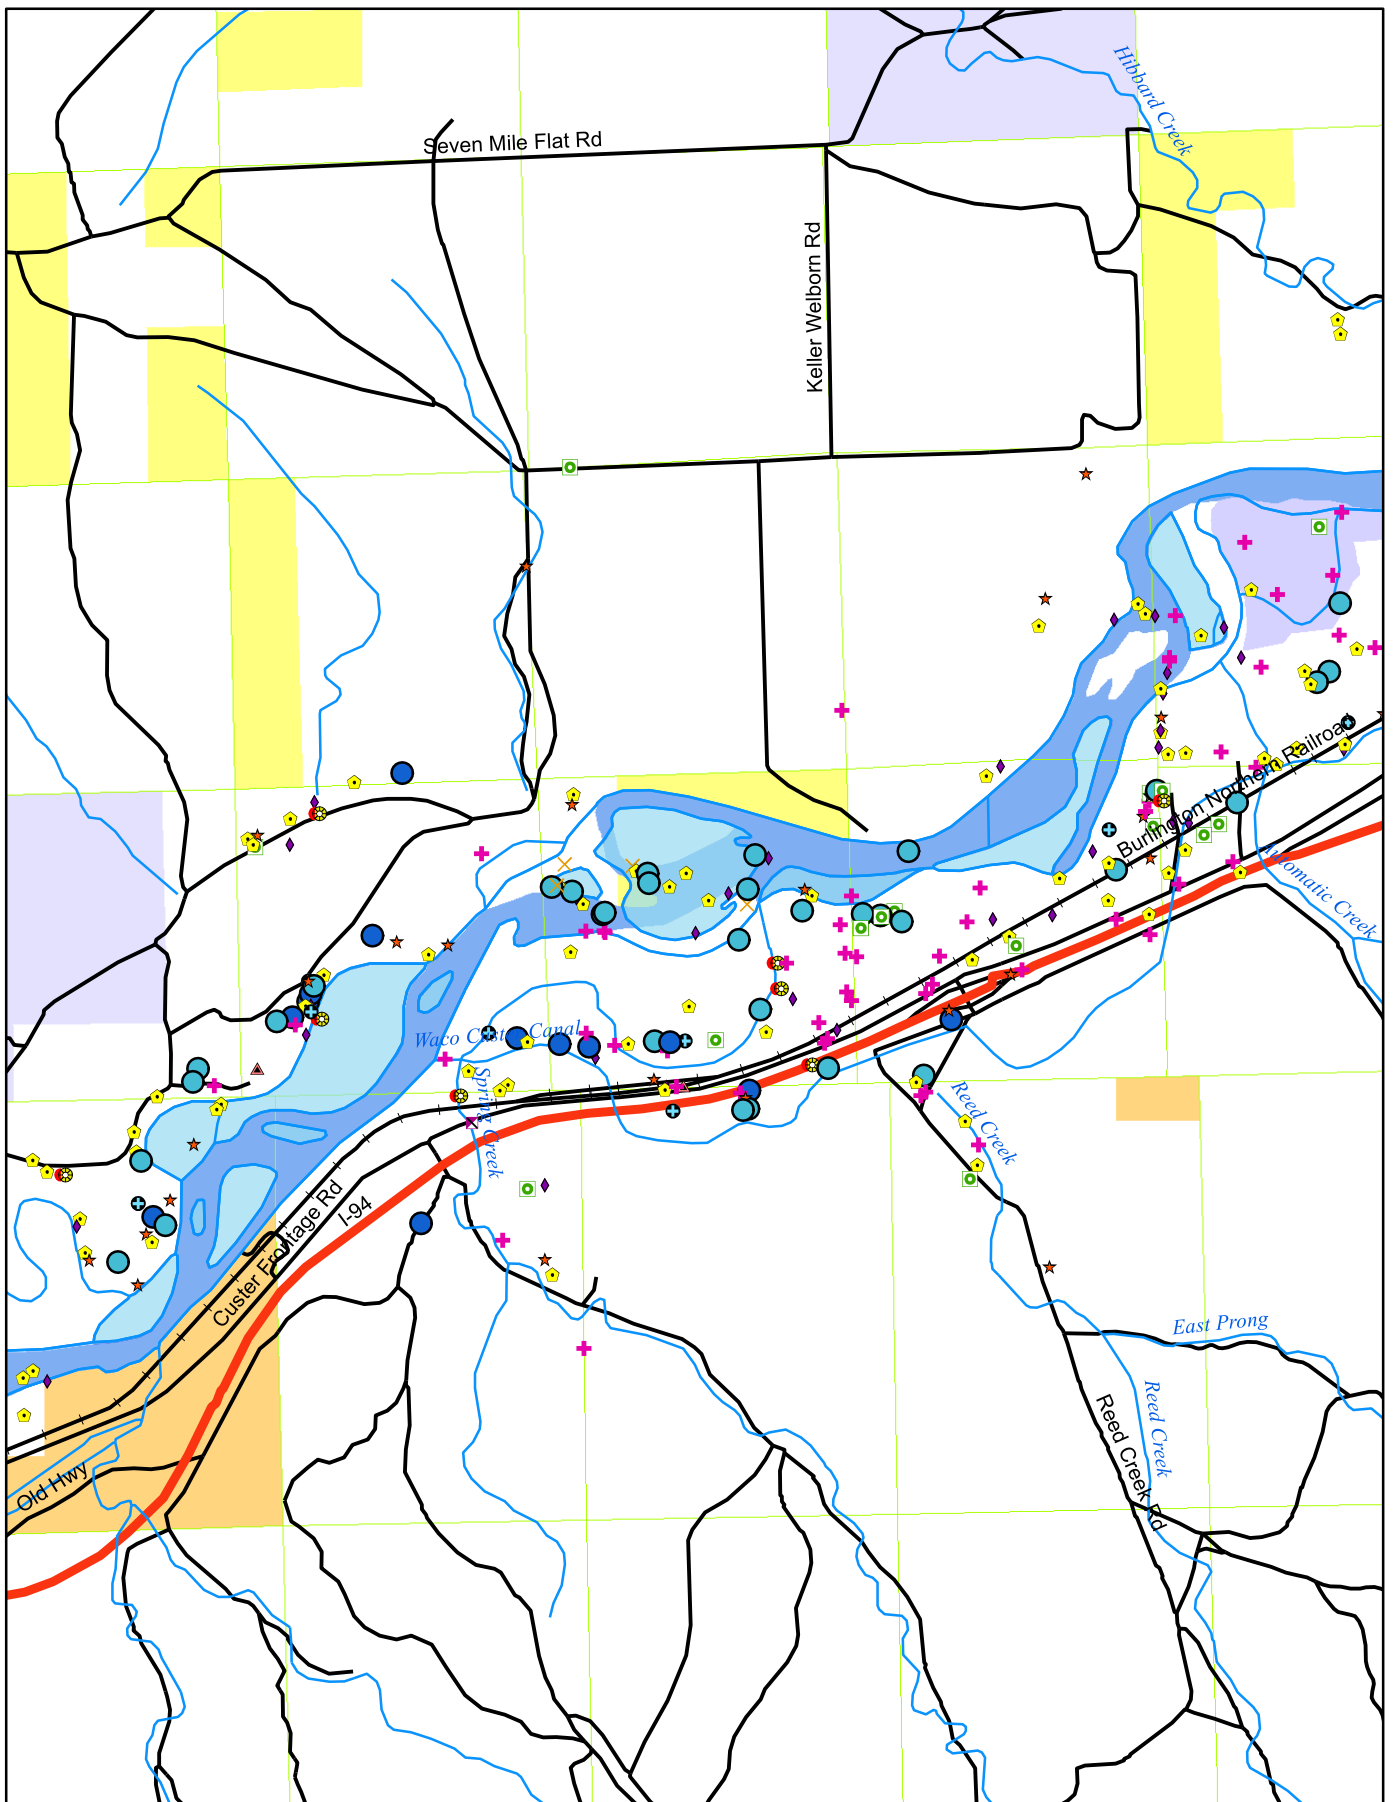 Hibbard Creek
Seven Mile Flat Rd
Keller Welborn Rd
Burlington Northern Railroad
Automatic Creek
Waco Custer Canal
Spring Creek
Reed Creek
Custer Frontage Rd
I-94
East Prong
Reed Creek
Reed Creek Rd
Old Hwy